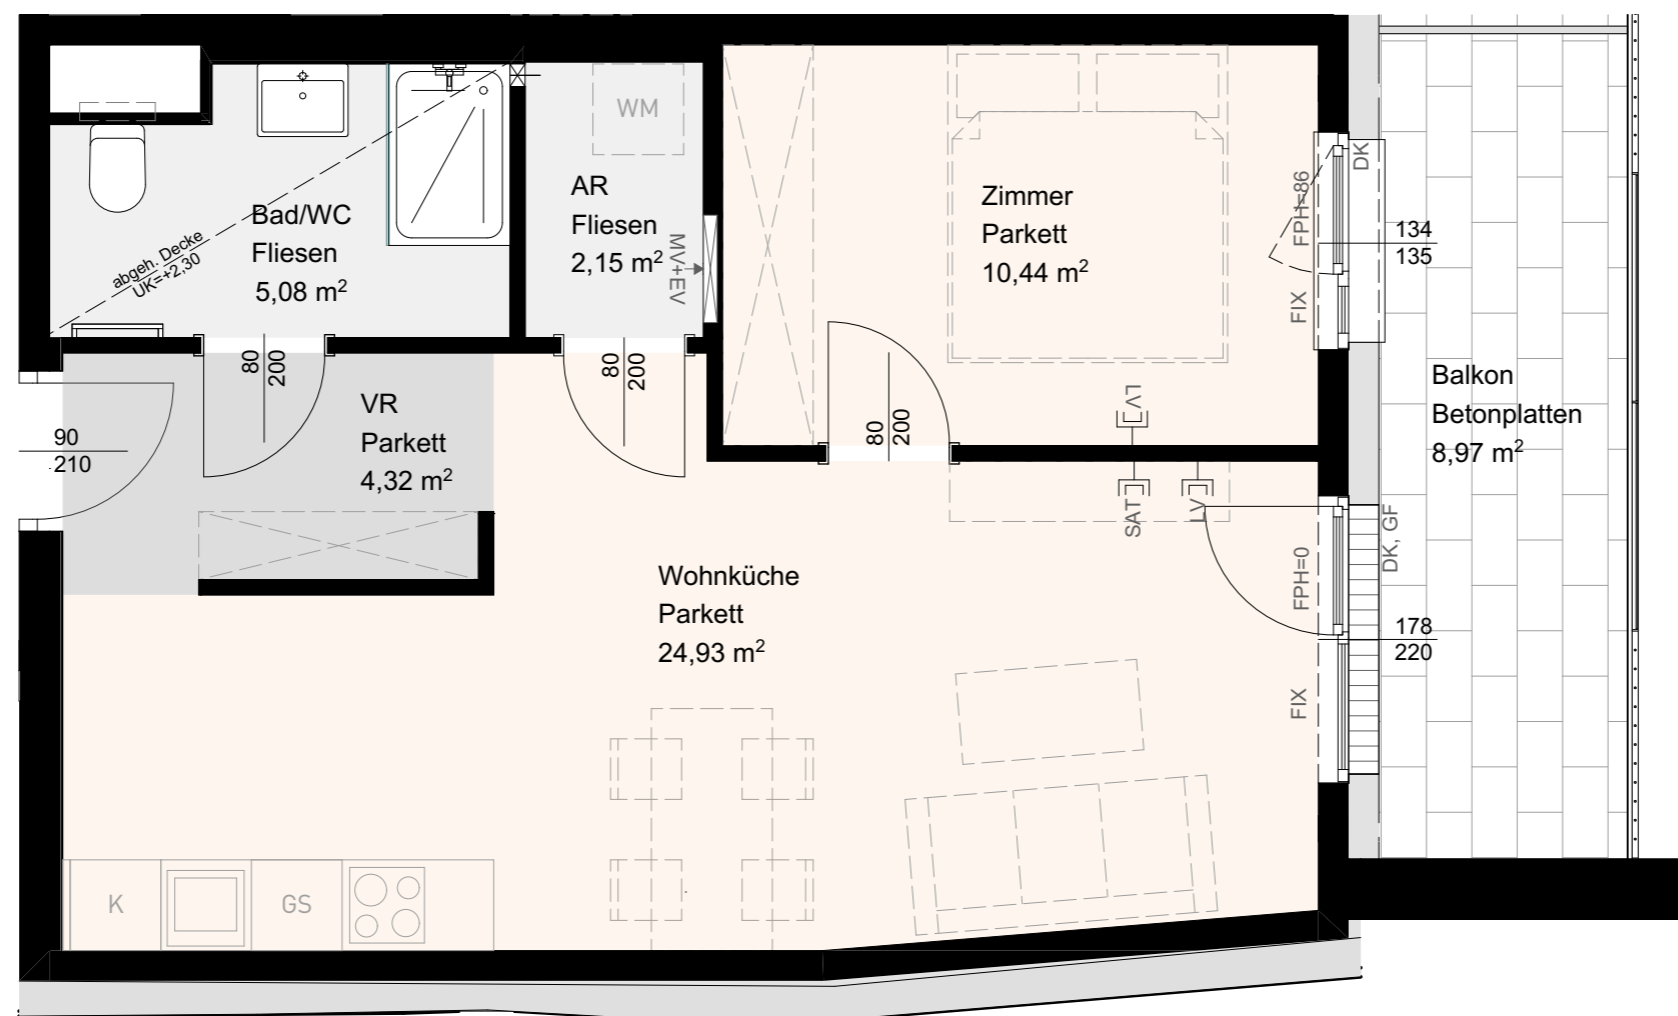 WM
AR
Fliesen
2,15 m²
MV+EV
Bad/WC
Fliesen
5,08 m²
abgeh. Decke
UK=+2,30
Zimmer
Parkett
10,44 m²
DK
FPH=86
FIX
134
135
80
200
80
200
80
200
VR
Parkett
4,32 m²
90
210
LV
SAT
LV
Balkon
Betonplatten
8,97 m²
DK, GF
FPH=0
FIX
178
220
Wohnküche
Parkett
24,93 m²
K
GS